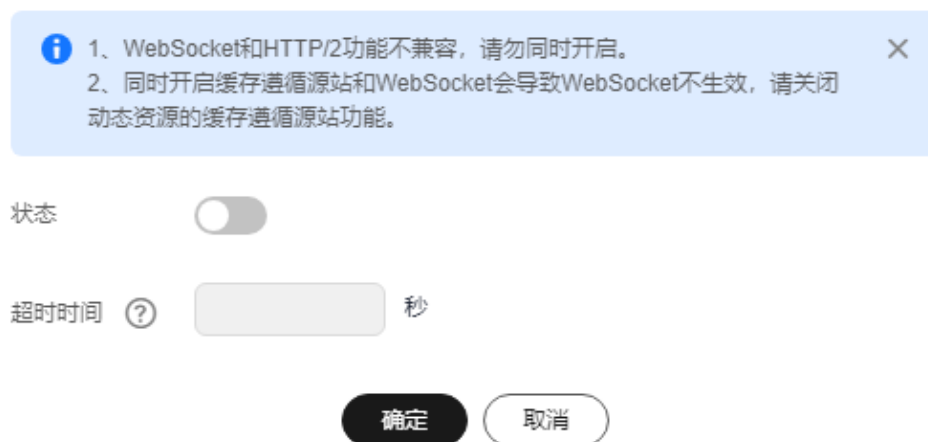 1、WebSocket和HTTP/2功能不兼容，请勿同时开启。
2、同时开启缓存遵循源站和WebSocket会导致WebSocket不生效，请关闭
动态资源的缓存遵循源站功能。
状态
超时时间 ? 秒
确定 取消